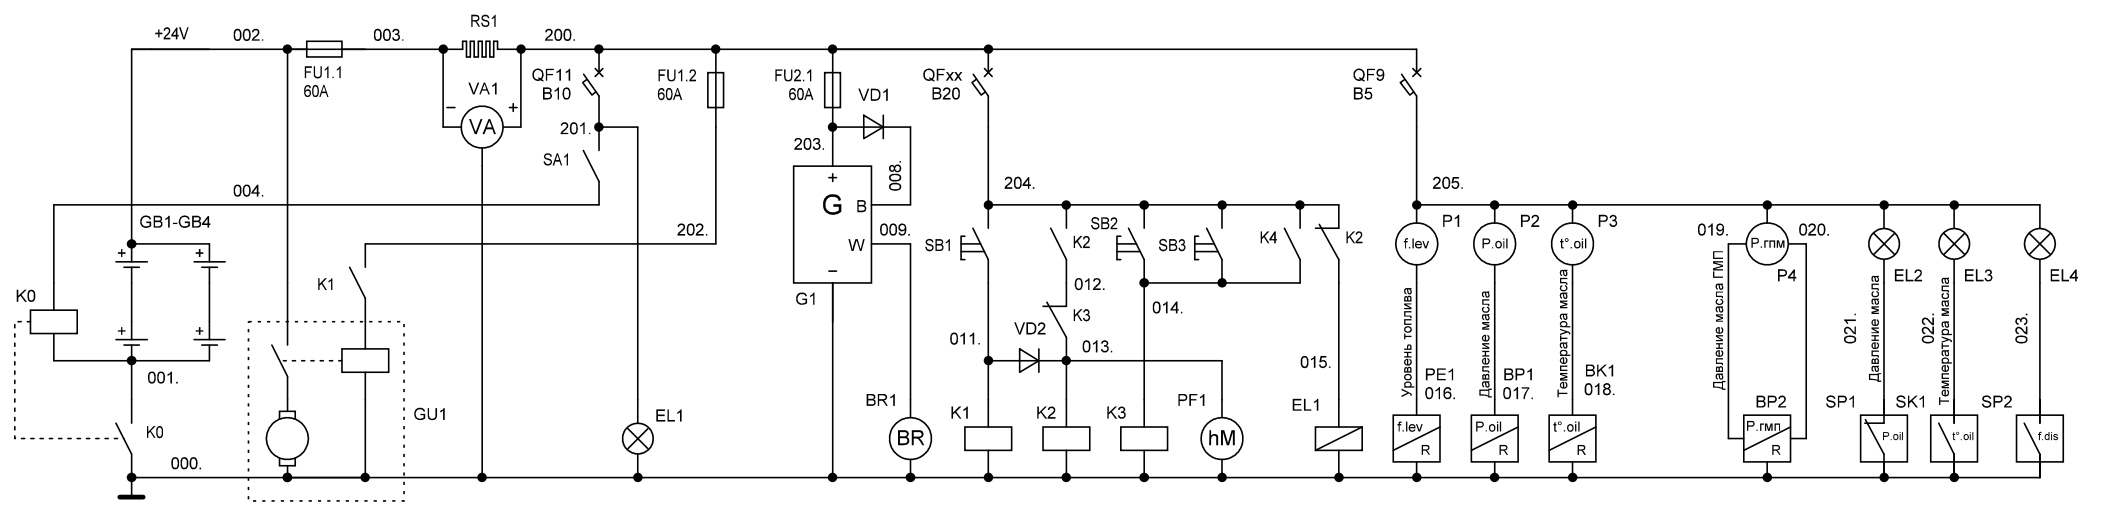 +24V
002.
003.
RS1
200.
FU1.1
60A
VA1
−
+
VA
QF11
B10
FU1.2
60A
FU2.1
60A
VD1
QFxx
B20
QF9
B5
201.
SA1
203.
008.
004.
204.
205.
GB1-GB4
+
+
+
+
202.
+
G
B
W
−
G1
009.
SB1
K2
SB2
SB3
K4
K2
P1
f.lev
P2
P.oil
P3
t°.oil
019.
P.гпм
020.
P4
EL2
EL3
EL4
K0
K1
012.
K3
014.
011.
VD2
013.
015.
Уровень топлива
Давление масла
Температура масла
Давление масла ГМП
021.
Давление масла
022.
Температура масла
023.
001.
PE1
016.
BP1
017.
BK1
018.
GU1
EL1
BR1
BR
K1
K2
K3
PF1
hM
EL1
f.lev
R
P.oil
R
t°.oil
R
BP2
P.гмп
R
SP1
P.oil
SK1
t°.oil
SP2
f.dis
K0
000.